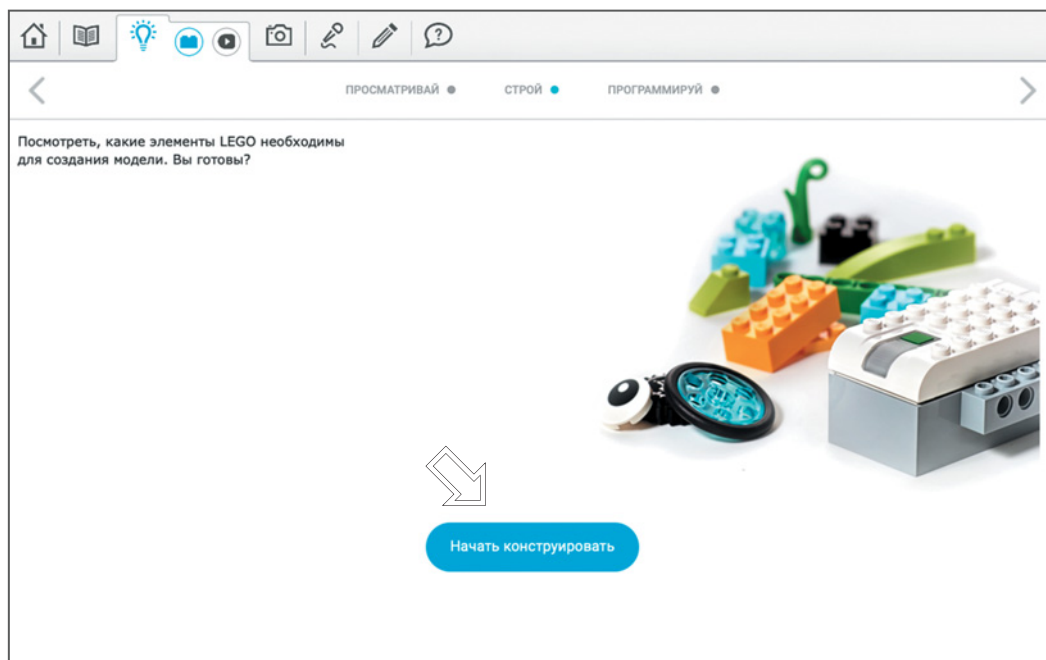 ПРОСМАТРИВАЙ СТРОЙ ПРОГРАММИРУЙ
Посмотреть, какие элементы LEGO необходимы
для создания модели. Вы готовы?
Начать конструировать